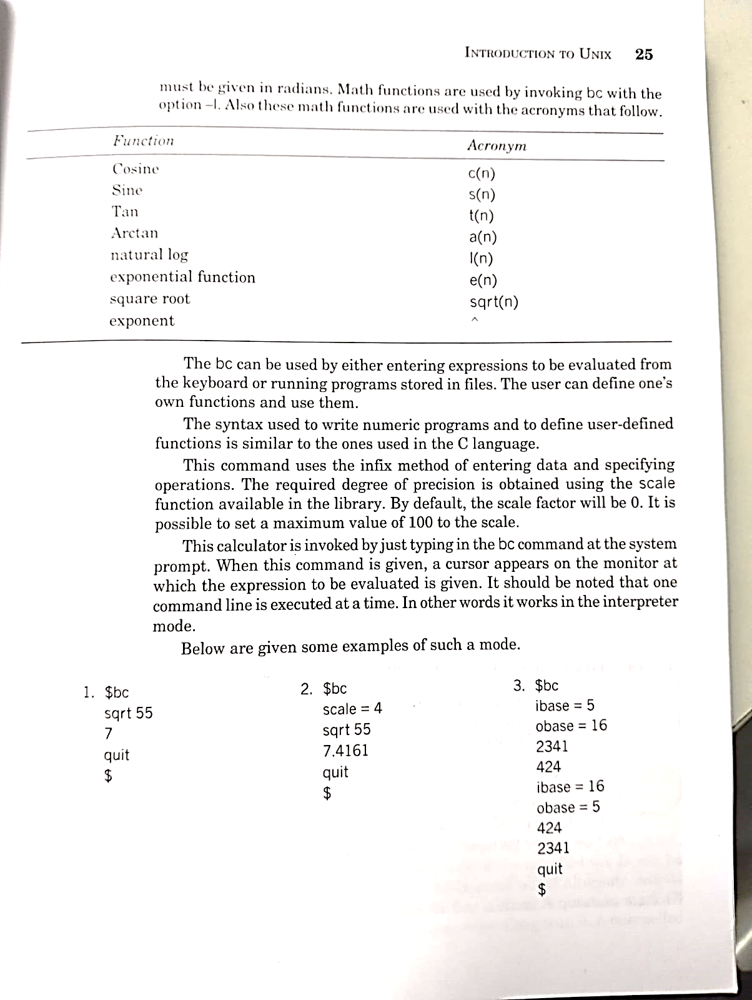 INTRODUCTION TO UNIX 25
must be given in radians. Math functions are used by invoking bc with the
option –l. Also these math functions are used with the acronyms that follow.
Function Acronym
Cosine c(n)
Sine s(n)
Tan t(n)
Arctan a(n)
natural log l(n)
exponential function e(n)
square root sqrt(n)
exponent ^
The bc can be used by either entering expressions to be evaluated from
the keyboard or running programs stored in files. The user can define one's
own functions and use them.
The syntax used to write numeric programs and to define user-defined
functions is similar to the ones used in the C language.
This command uses the infix method of entering data and specifying
operations. The required degree of precision is obtained using the scale
function available in the library. By default, the scale factor will be 0. It is
possible to set a maximum value of 100 to the scale.
This calculator is invoked by just typing in the bc command at the system
prompt. When this command is given, a cursor appears on the monitor at
which the expression to be evaluated is given. It should be noted that one
command line is executed at a time. In other words it works in the interpreter
mode.
Below are given some examples of such a mode.
1. $bc
sqrt 55
7
quit
$
2. $bc
scale = 4
sqrt 55
7.4161
quit
$
3. $bc
ibase = 5
obase = 16
2341
424
ibase = 16
obase = 5
424
2341
quit
$